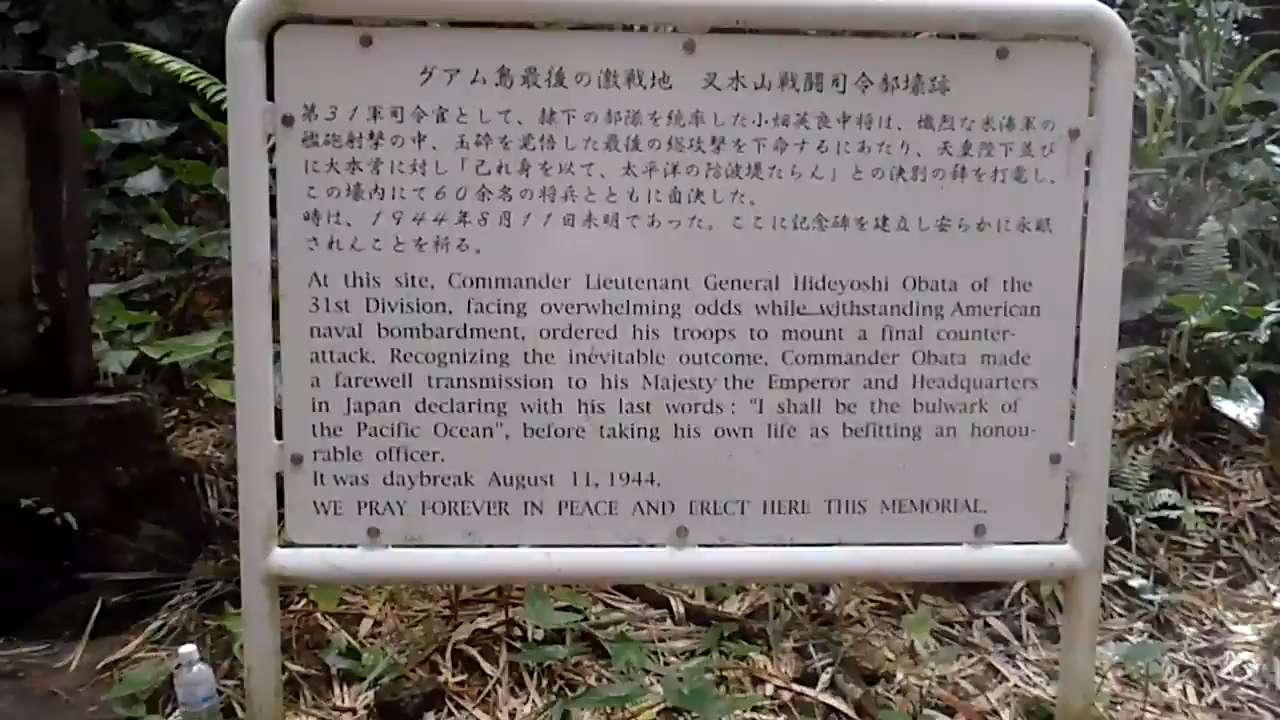 グアム島最後の激戦地　叉木山戦闘司令部壕跡
第31軍司令官として、隷下の部隊を統率した小畑英良中将は、熾烈な米海軍の
艦砲射撃の中、玉砕を覚悟した最後の総攻撃を下命するにあたり、天皇陛下並び
に大本営に対し「己れ身を以て、太平洋の防波堤たらん」との決別の辞を打電し、
この壕内にて60余名の将兵とともに自決した。
時は、1944年8月11日未明であった。ここに記念碑を建立し安らかに永眠
されんことを祈る。
At this site, Commander Lieutenant General Hideyoshi Obata of the
31st Division, facing overwhelming odds while withstanding American
naval bombardment, ordered his troops to mount a final counter-
attack. Recognizing the inevitable outcome, Commander Obata made
a farewell transmission to his Majesty the Emperor and Headquarters
in Japan declaring with his last words : "I shall be the bulwark of
the Pacific Ocean", before taking his own life as befitting an honou-
rable officer.
It was daybreak August 11, 1944.
WE PRAY FOREVER IN PEACE AND ERECT HERE THIS MEMORIAL.